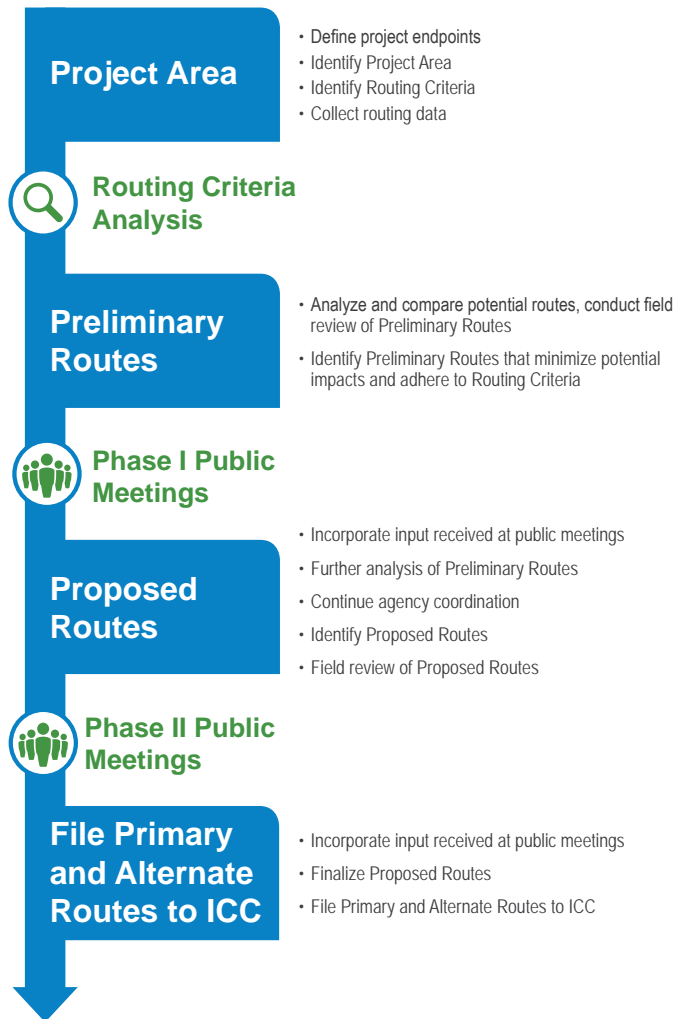 Project Area
• Define project endpoints
• Identify Project Area
• Identify Routing Criteria
• Collect routing data
Routing Criteria
Analysis
Preliminary
Routes
• Analyze and compare potential routes, conduct field
review of Preliminary Routes
• Identify Preliminary Routes that minimize potential
impacts and adhere to Routing Criteria
Phase I Public
Meetings
Proposed
Routes
• Incorporate input received at public meetings
• Further analysis of Preliminary Routes
• Continue agency coordination
• Identify Proposed Routes
• Field review of Proposed Routes
Phase II Public
Meetings
File Primary
and Alternate
Routes to ICC
• Incorporate input received at public meetings
• Finalize Proposed Routes
• File Primary and Alternate Routes to ICC